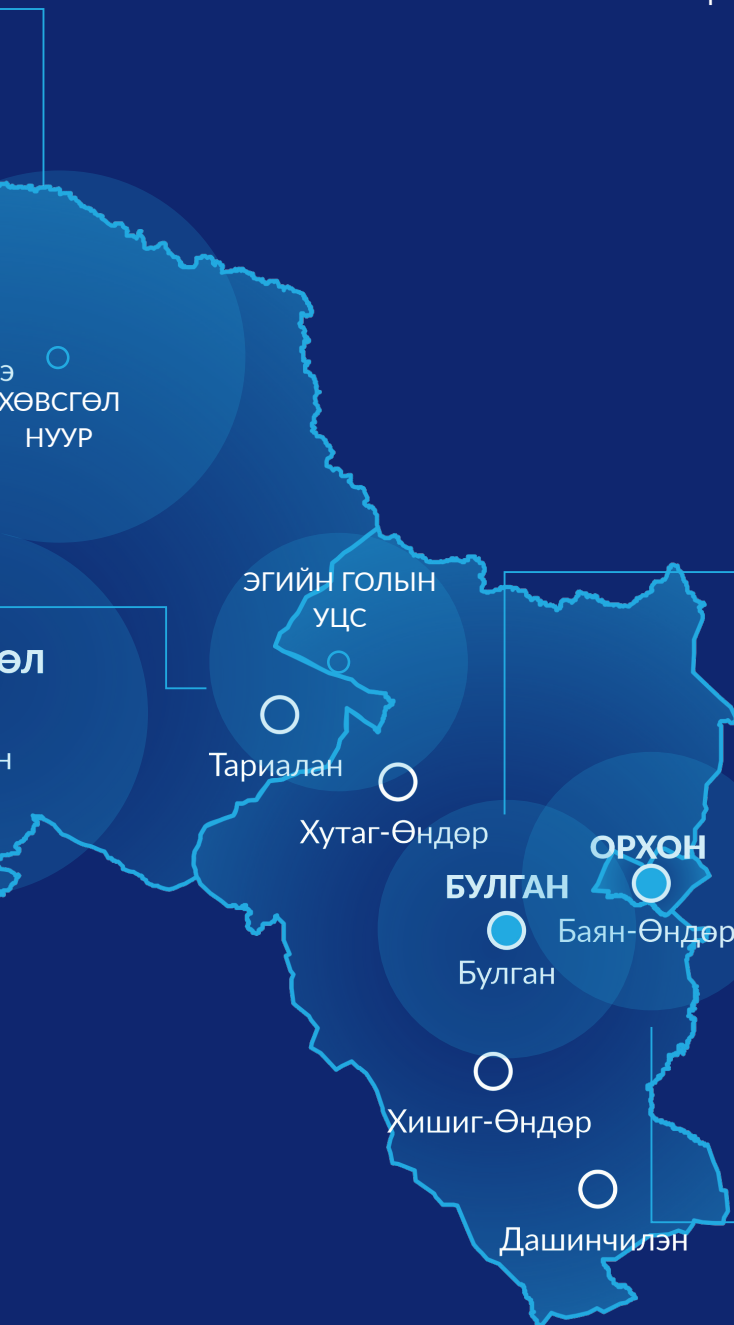 ХӨВСГӨЛ
НУУР
ЭГИЙН ГОЛЫН
УЦС
Тариалан
Хутаг-Өндөр
ОРХОН
БУЛГАН
Баян-Өндөр
Булган
Хишиг-Өндөр
Дашинчилэн